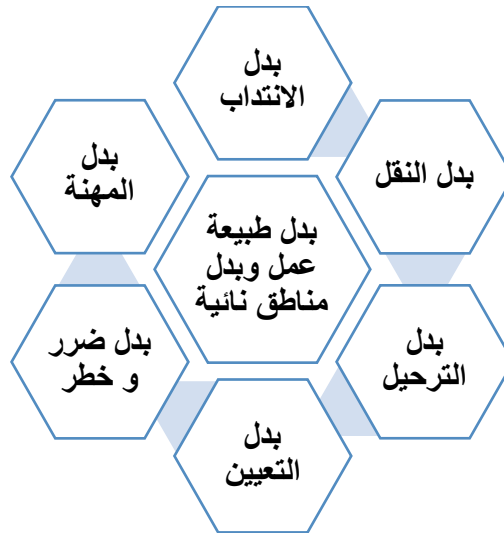 بدل
الانتداب
بدل النقل
بدل
الترحيل
بدل
التعيين
بدل ضرر
و خطر
بدل
المهنة
بدل طبيعة
عمل وبدل
مناطق نائية